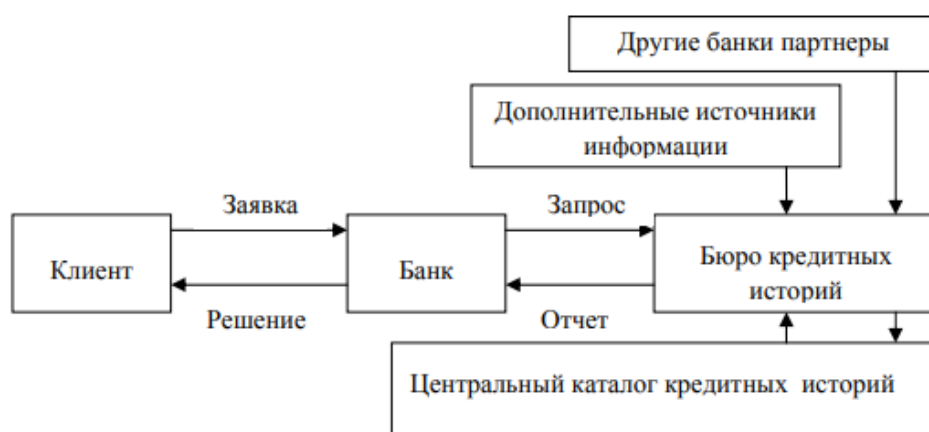 Другие банки партнеры
Дополнительные источники
информации
Заявка
Запрос
Клиент
Банк
Бюро кредитных
историй
Решение
Отчет
Центральный каталог кредитных историй